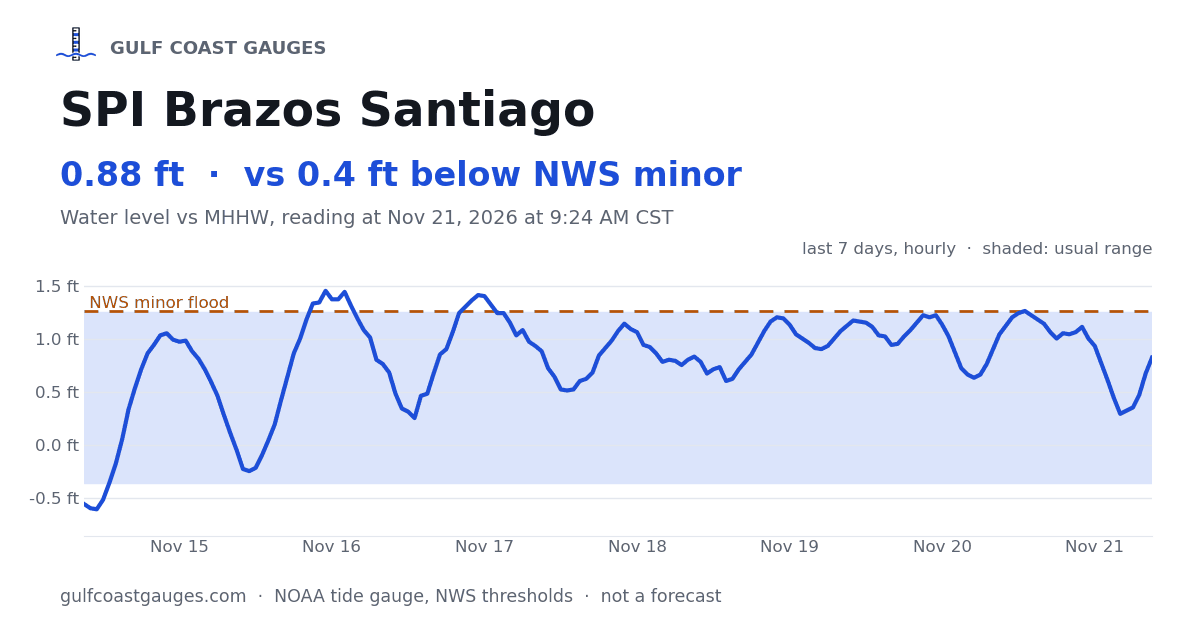 GULF COAST GAUGES
SPI Brazos Santiago
0.88 ft · vs 0.4 ft below NWS minor
Water level vs MHHW, reading at Nov 21, 2026 at 9:24 AM CST
last 7 days, hourly · shaded: usual range
1.5 ft
NWS minor flood
1.0 ft
0.5 ft
0.0 ft
-0.5 ft
Nov 15 Nov 16 Nov 17 Nov 18 Nov 19 Nov 20 Nov 21
gulfcoastgauges.com · NOAA tide gauge, NWS thresholds · not a forecast